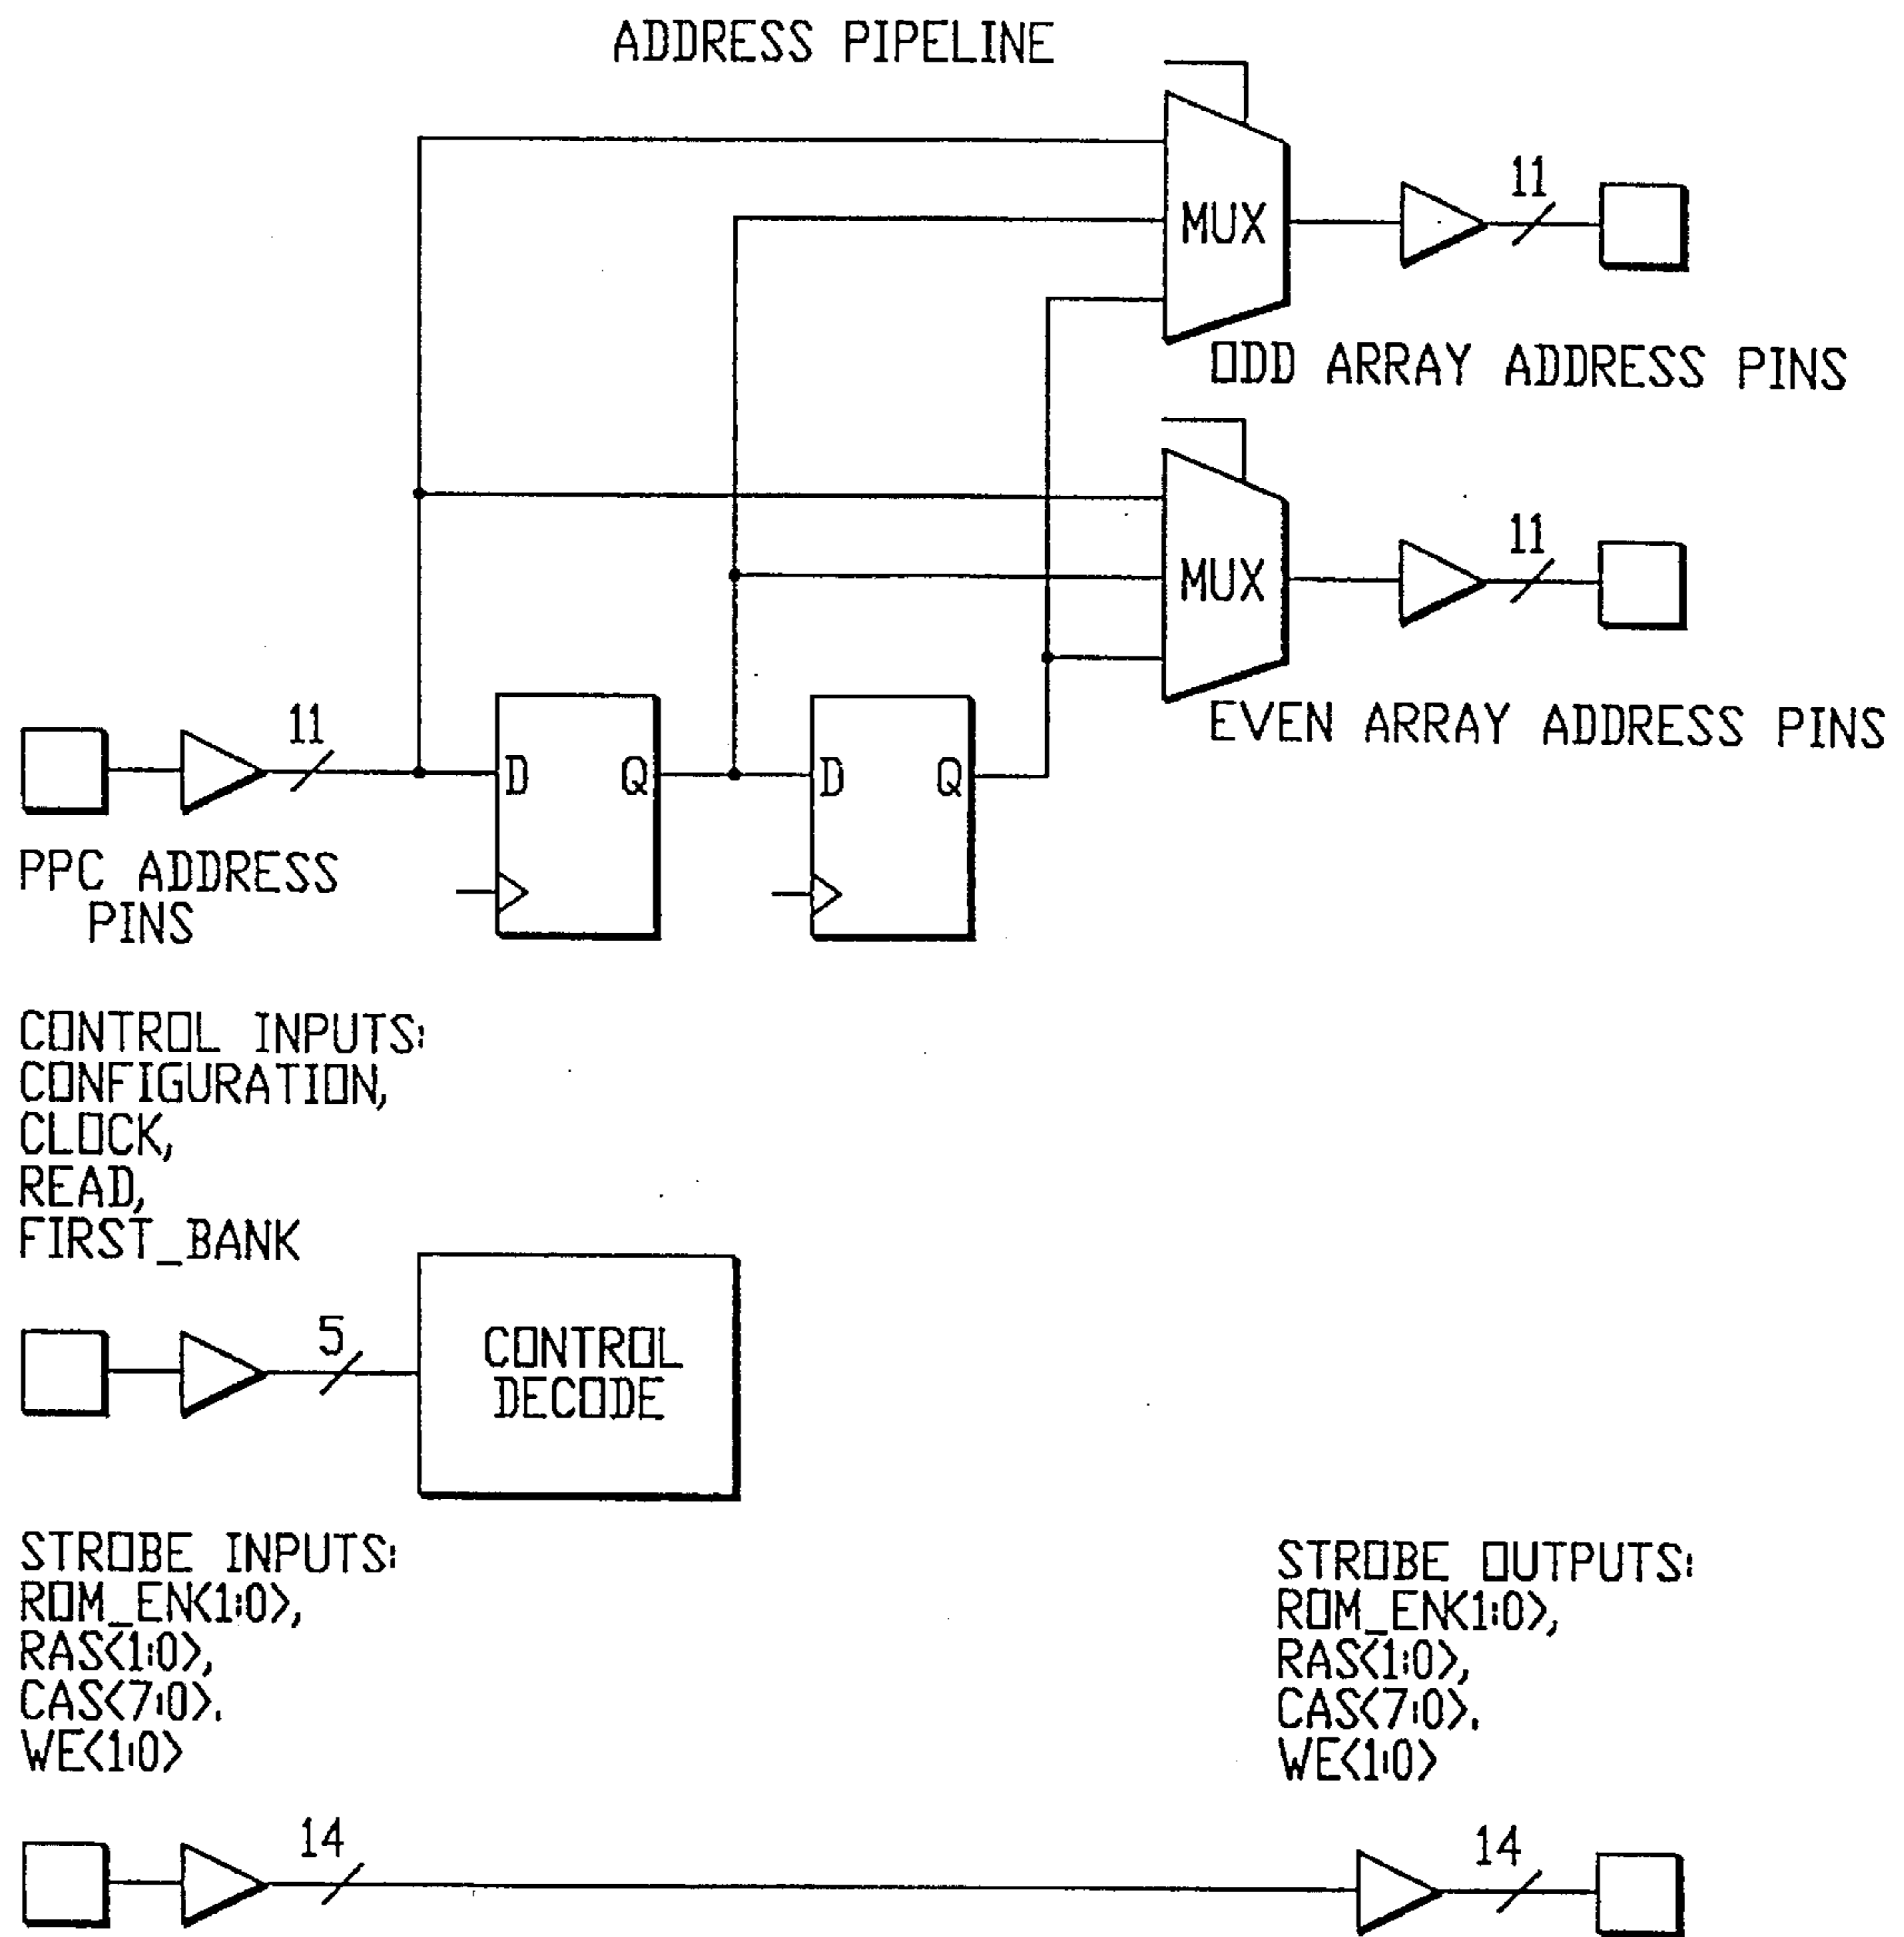 ADDRESS PIPELINE
MUX
11
ODD ARRAY ADDRESS PINS
MUX
11
EVEN ARRAY ADDRESS PINS
11
D Q
D Q
PPC ADDRESS
PINS
CONTROL INPUTS:
CONFIGURATION,
CLOCK,
READ,
FIRST_BANK
5
CONTROL
DECODE
STROBE INPUTS:
ROM_EN<1:0>,
RAS<1:0>,
CAS<7:0>,
WE<1:0>
STROBE OUTPUTS:
ROM_EN<1:0>,
RAS<1:0>,
CAS<7:0>,
WE<1:0>
14
14